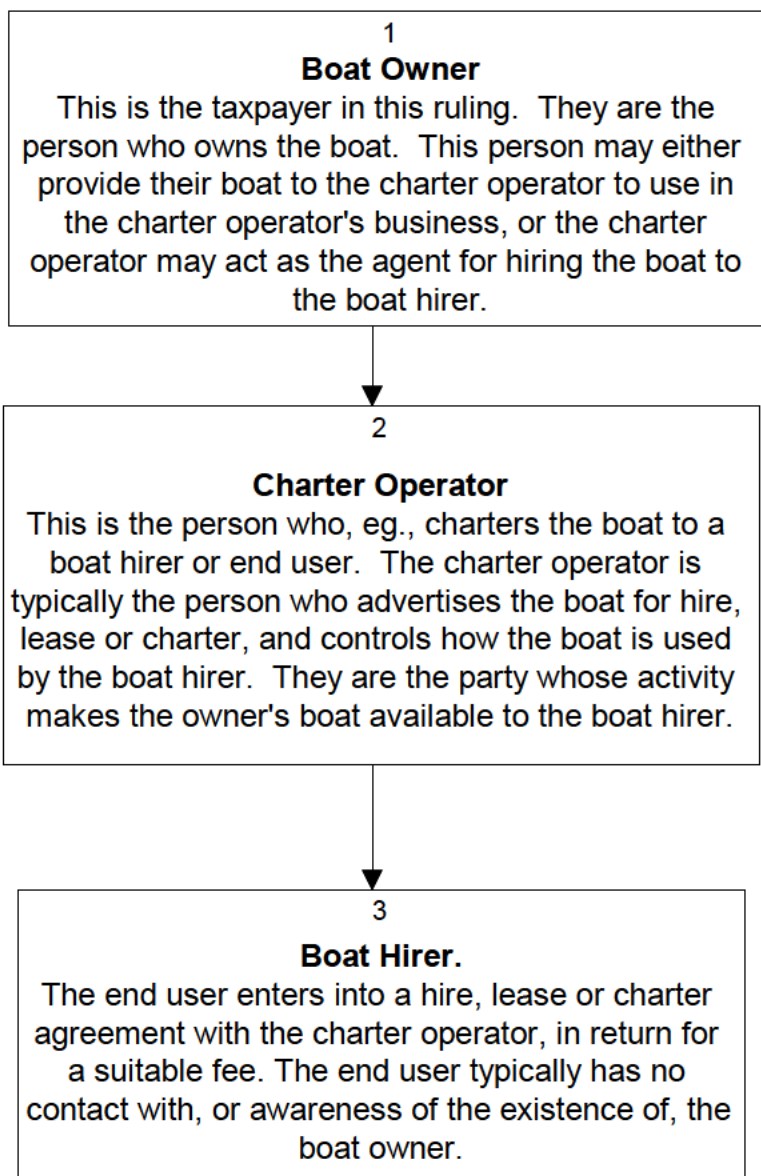 1
Boat Owner
This is the taxpayer in this ruling.  They are the
person who owns the boat.  This person may either
provide their boat to the charter operator to use in
the charter operator's business, or the charter
operator may act as the agent for hiring the boat to
the boat hirer.
2
Charter Operator
This is the person who, eg., charters the boat to a
boat hirer or end user.  The charter operator is
typically the person who advertises the boat for hire,
lease or charter, and controls how the boat is used
by the boat hirer.  They are the party whose activity
makes the owner's boat available to the boat hirer.
3
Boat Hirer.
The end user enters into a hire, lease or charter
agreement with the charter operator, in return for
a suitable fee. The end user typically has no
contact with, or awareness of the existence of, the
boat owner.